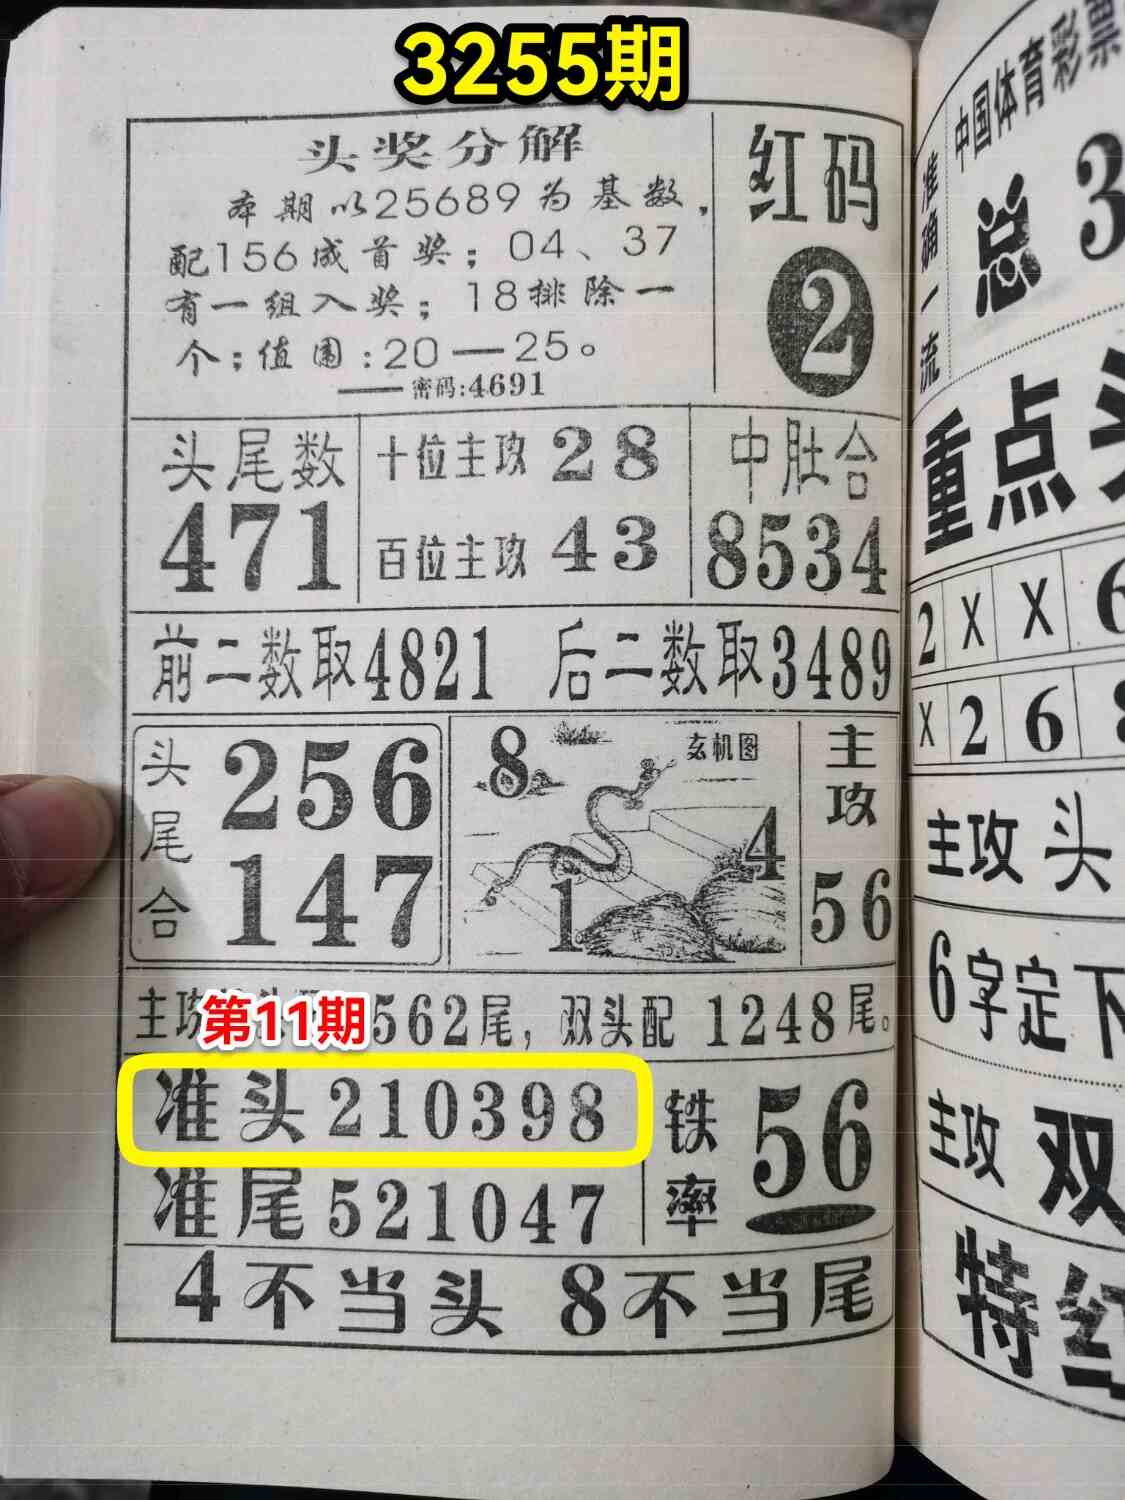 3255期
头奖分解
本期以25689为基数，
配156成首奖；04、37
有一组入奖；18排除一
个；值围：20—25。
——密码:4691
红码
2
头尾数
471
十位主攻 28
百位主攻 43
中肚合
8534
前二数取4821 后二数取3489
头尾合
256
147
8
玄机图
4
1
主攻
56
主攻
第11期
562尾，双头配 1248尾。
准头210398
准尾521047
铁率
56
4不当头 8不当尾
中国体育彩票
准确一流
总 3
重点头
2 X X 6
X 2 6 8
主攻 头
6字定下
主攻 双
特红